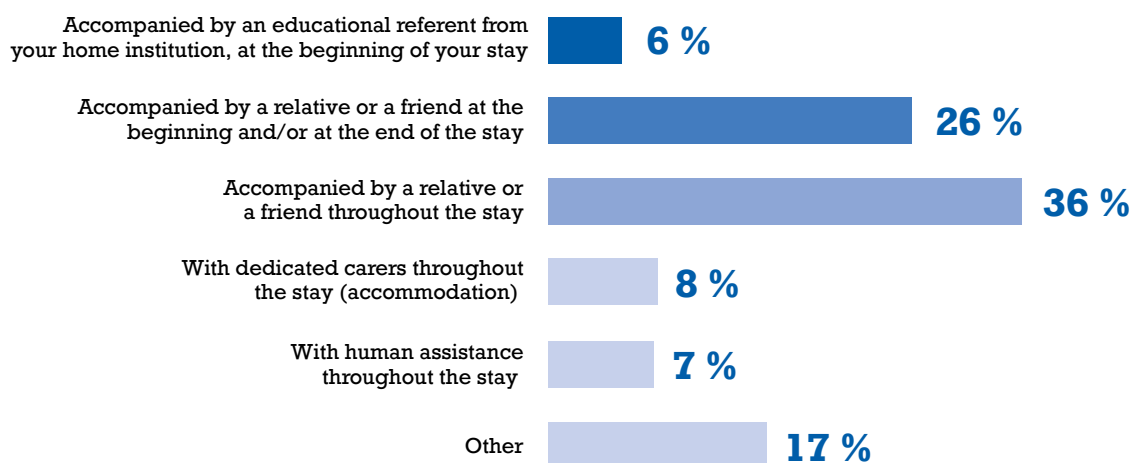 Accompanied by an educational referent from
your home institution, at the beginning of your stay
6 %
Accompanied by a relative or a friend at the
beginning and/or at the end of the stay
26 %
Accompanied by a relative or
a friend throughout the stay
36 %
With dedicated carers throughout
the stay (accommodation)
8 %
With human assistance
throughout the stay
7 %
Other
17 %